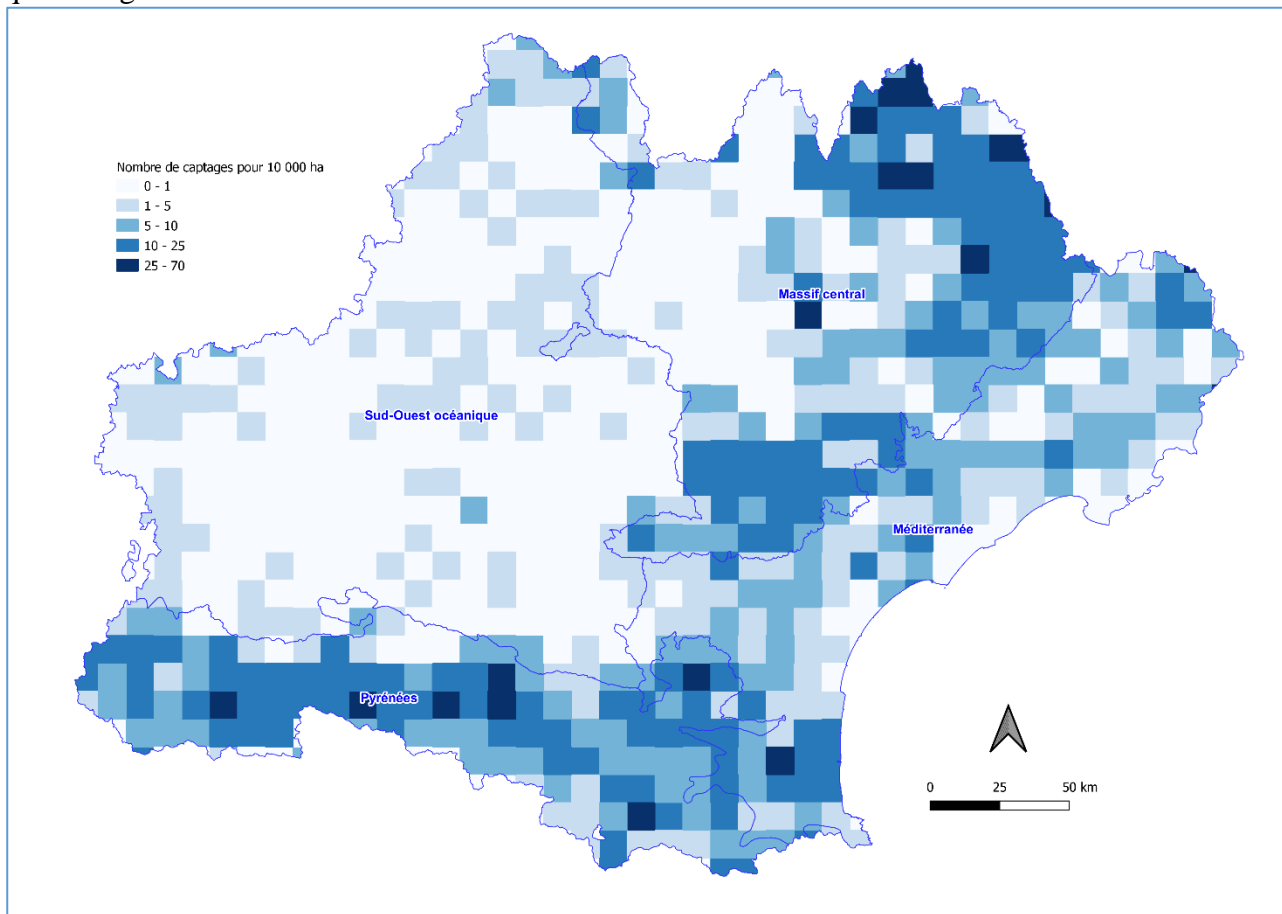 Nombre de captages pour 10 000 ha
0 - 1
1 - 5
5 - 10
10 - 25
25 - 70
Massif central
Sud-Ouest océanique
Méditerranée
Pyrénées
0 25 50 km